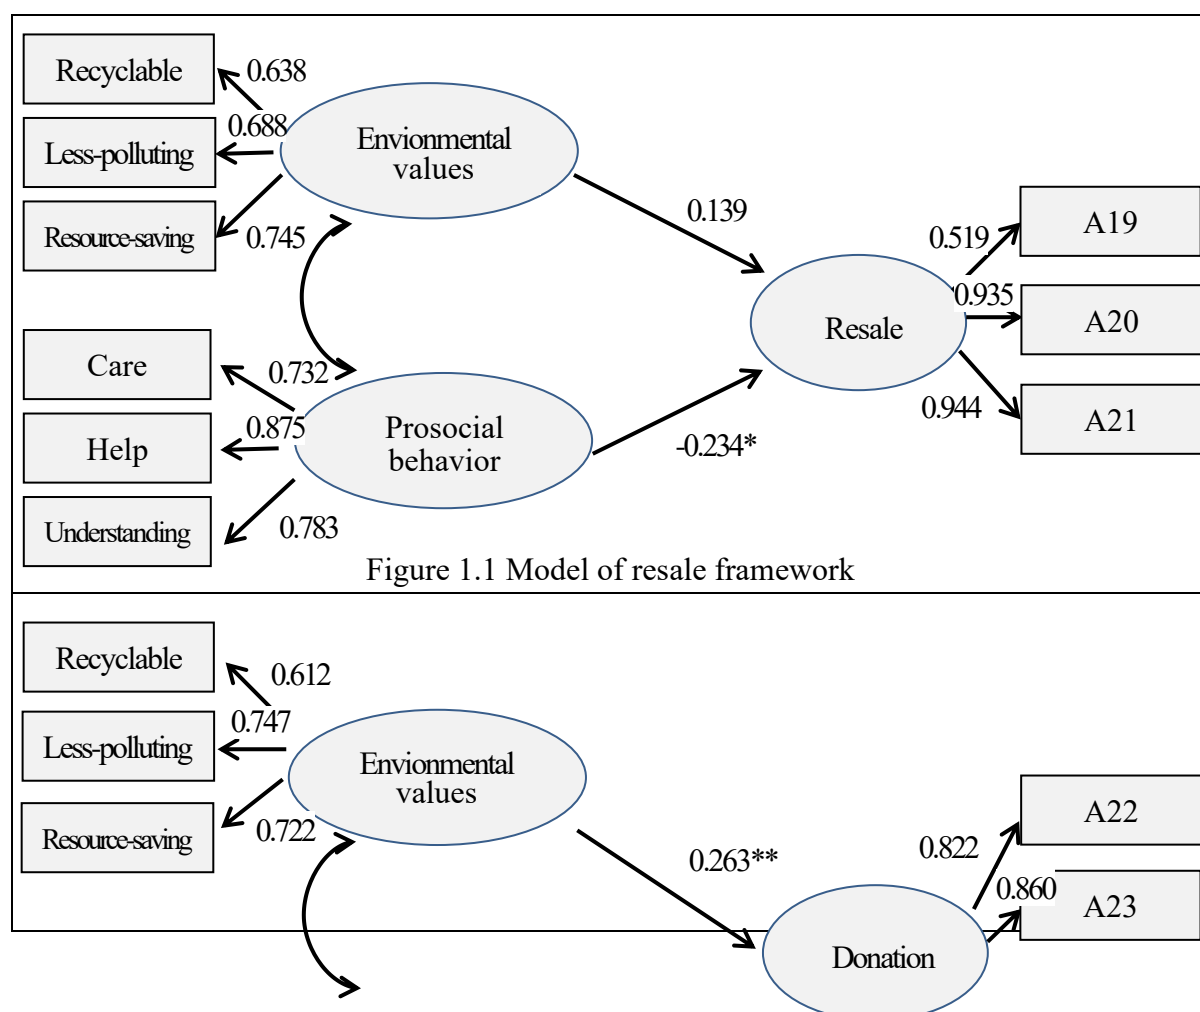 Recyclable
0.638
Less-polluting
0.688
Resource-saving
0.745
Envionmental
values
0.139
Care
0.732
Help
0.875
Understanding
0.783
Prosocial
behavior
-0.234*
Resale
0.519
A19
0.935
A20
0.944
A21
Figure 1.1 Model of resale framework
Recyclable
0.612
Less-polluting
0.747
Resource-saving
0.722
Envionmental
values
0.263**
Donation
0.822
A22
0.860
A23